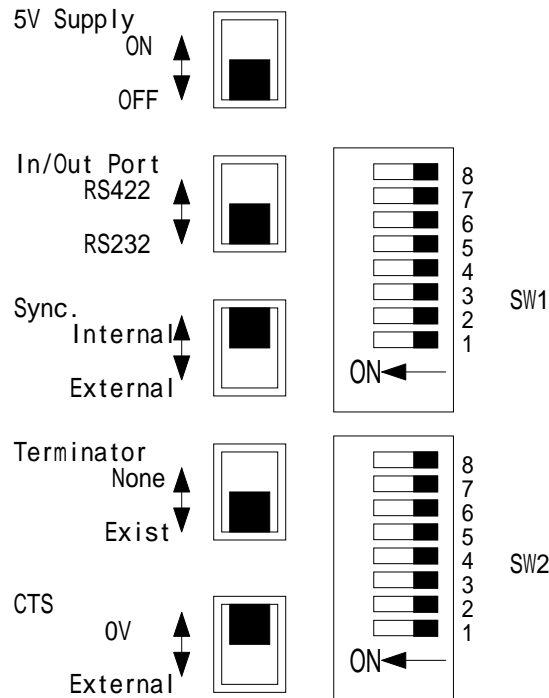 5V Supply
ON
OFF
In/Out Port
RS422
RS232
Sync.
Internal
External
Terminator
None
Exist
CTS
0V
External
8
7
6
5
4
3
2
1
ON
SW1
8
7
6
5
4
3
2
1
ON
SW2